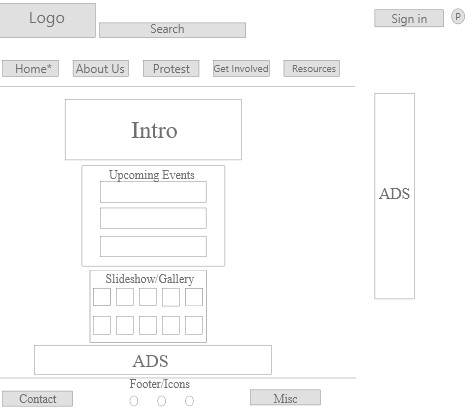 Logo
Search
Sign in
P
Home*
About Us
Protest
Get Involved
Resources
Intro
ADS
Upcoming Events
Slideshow/Gallery
ADS
Footer/Icons
Contact
Misc